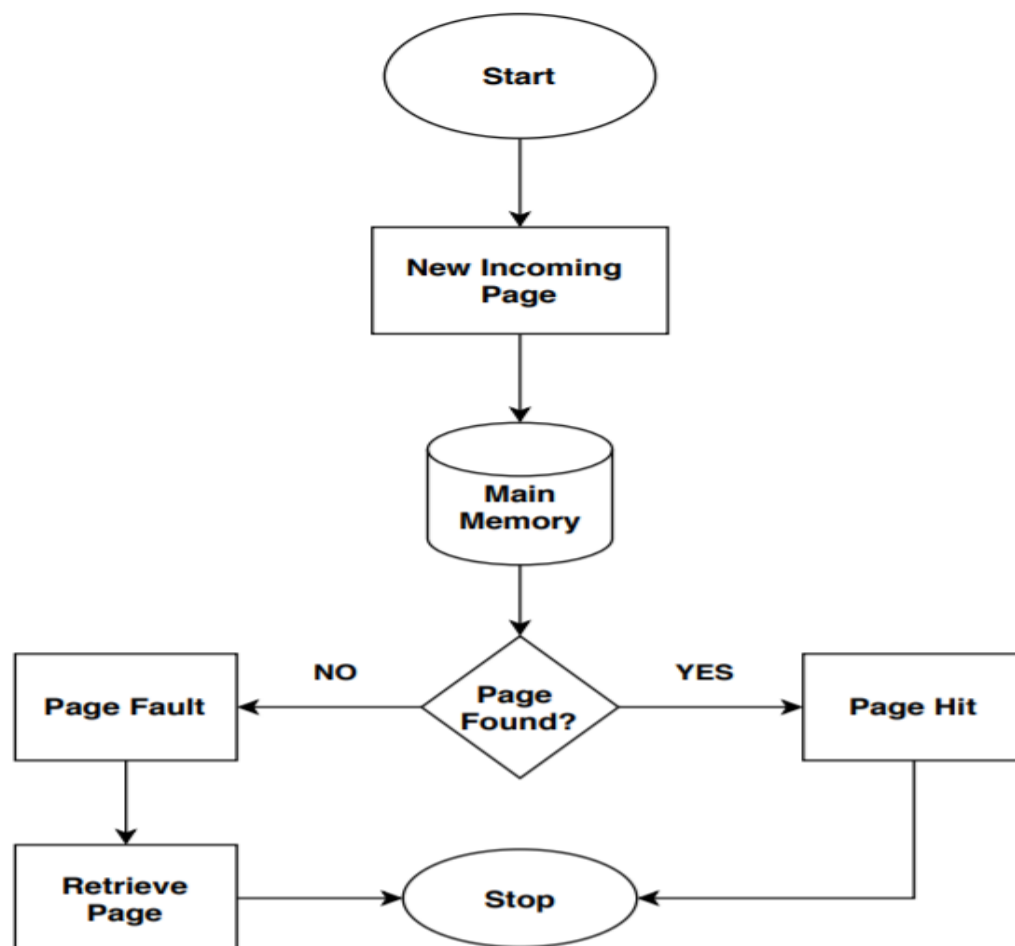 Start
New Incoming
Page
Main
Memory
NO
YES
Page Fault
Page
Found?
Page Hit
Retrieve
Page
Stop